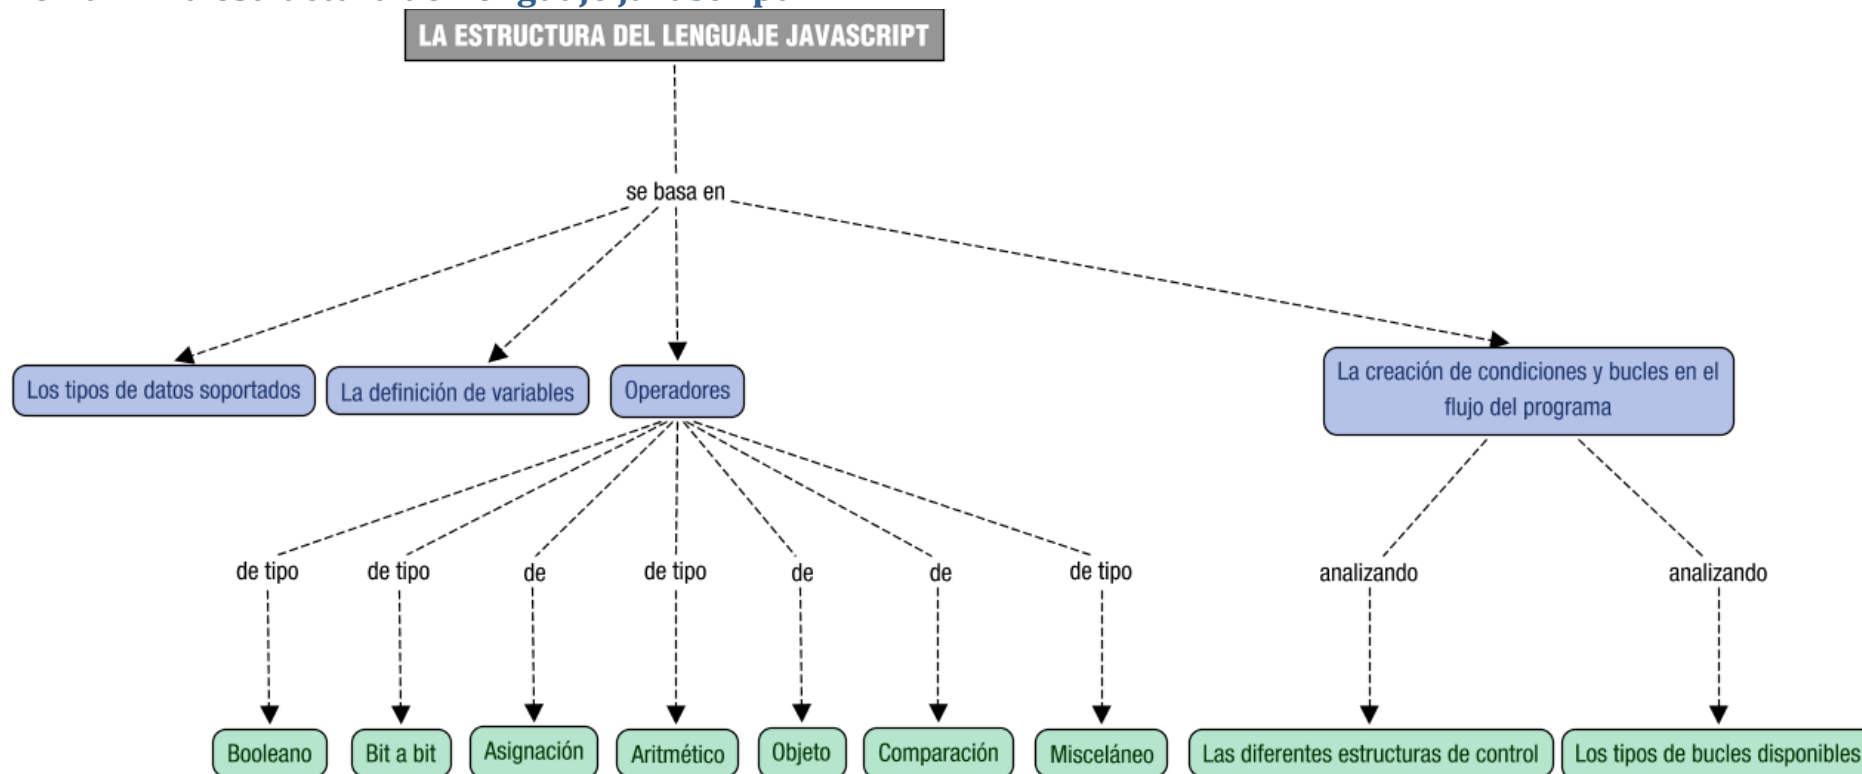 LA ESTRUCTURA DEL LENGUAJE JAVASCRIPT
se basa en
Los tipos de datos soportados
La definición de variables
Operadores
La creación de condiciones y bucles en el
flujo del programa
de tipo
de tipo
de
de tipo
de
de
de tipo
analizando
analizando
Booleano
Bit a bit
Asignación
Aritmético
Objeto
Comparación
Misceláneo
Las diferentes estructuras de control
Los tipos de bucles disponibles